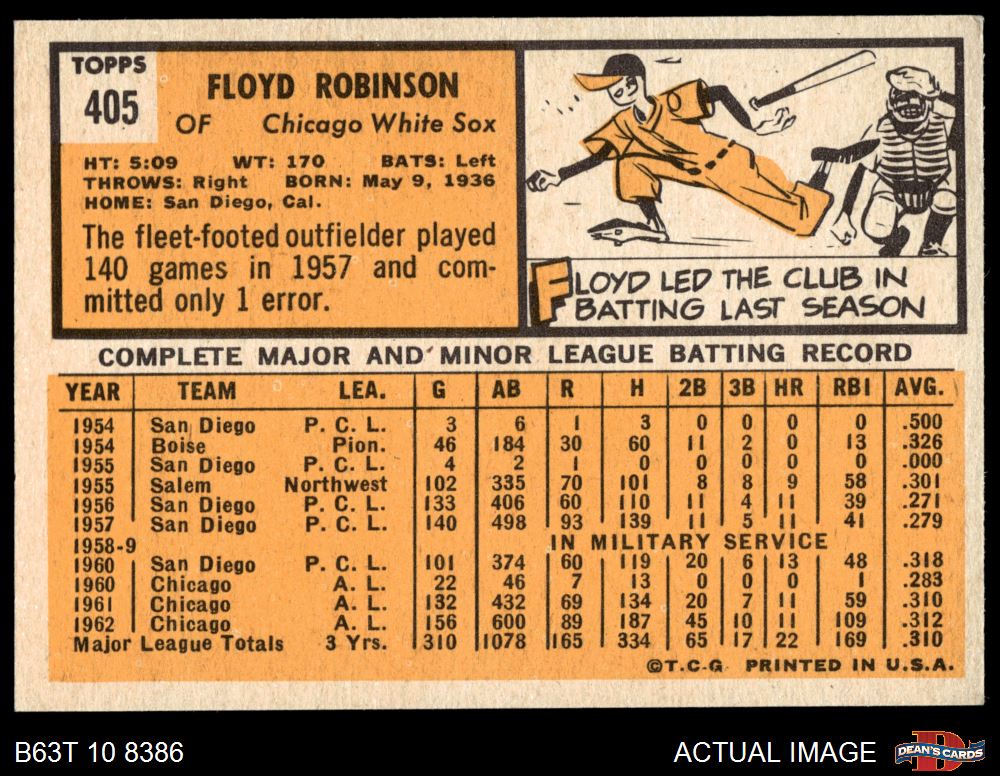 TOPPS
405
FLOYD ROBINSON
OF Chicago White Sox
HT: 5:09 WT: 170 BATS: Left
THROWS: Right BORN: May 9, 1936
HOME: San Diego, Cal.
The fleet-footed outfielder played
140 games in 1957 and com-
mitted only 1 error.
FLOYD LED THE CLUB IN
BATTING LAST SEASON
COMPLETE MAJOR AND MINOR LEAGUE BATTING RECORD
YEAR TEAM LEA. G AB R H 2B 3B HR RBI AVG.
1954 San Diego P. C. L. 3 6 1 3 0 0 0 0 .500
1954 Boise Pion. 46 184 30 60 11 2 0 13 .326
1955 San Diego P. C. L. 4 2 1 0 0 0 0 0 .000
1955 Salem Northwest 102 335 70 101 8 8 9 58 .301
1956 San Diego P. C. L. 133 406 60 110 11 4 11 39 .271
1957 San Diego P. C. L. 140 498 93 139 11 5 11 41 .279
1958-9 IN MILITARY SERVICE
1960 San Diego P. C. L. 101 374 60 119 20 6 13 48 .318
1960 Chicago A. L. 22 46 7 13 0 0 0 1 .283
1961 Chicago A. L. 132 432 69 134 20 7 11 59 .310
1962 Chicago A. L. 156 600 89 187 45 10 11 109 .312
Major League Totals 3 Yrs. 310 1078 165 334 65 17 22 169 .310
©T.C.G. PRINTED IN U.S.A.
B63T 10 8386
ACTUAL IMAGE
DEAN'S CARDS